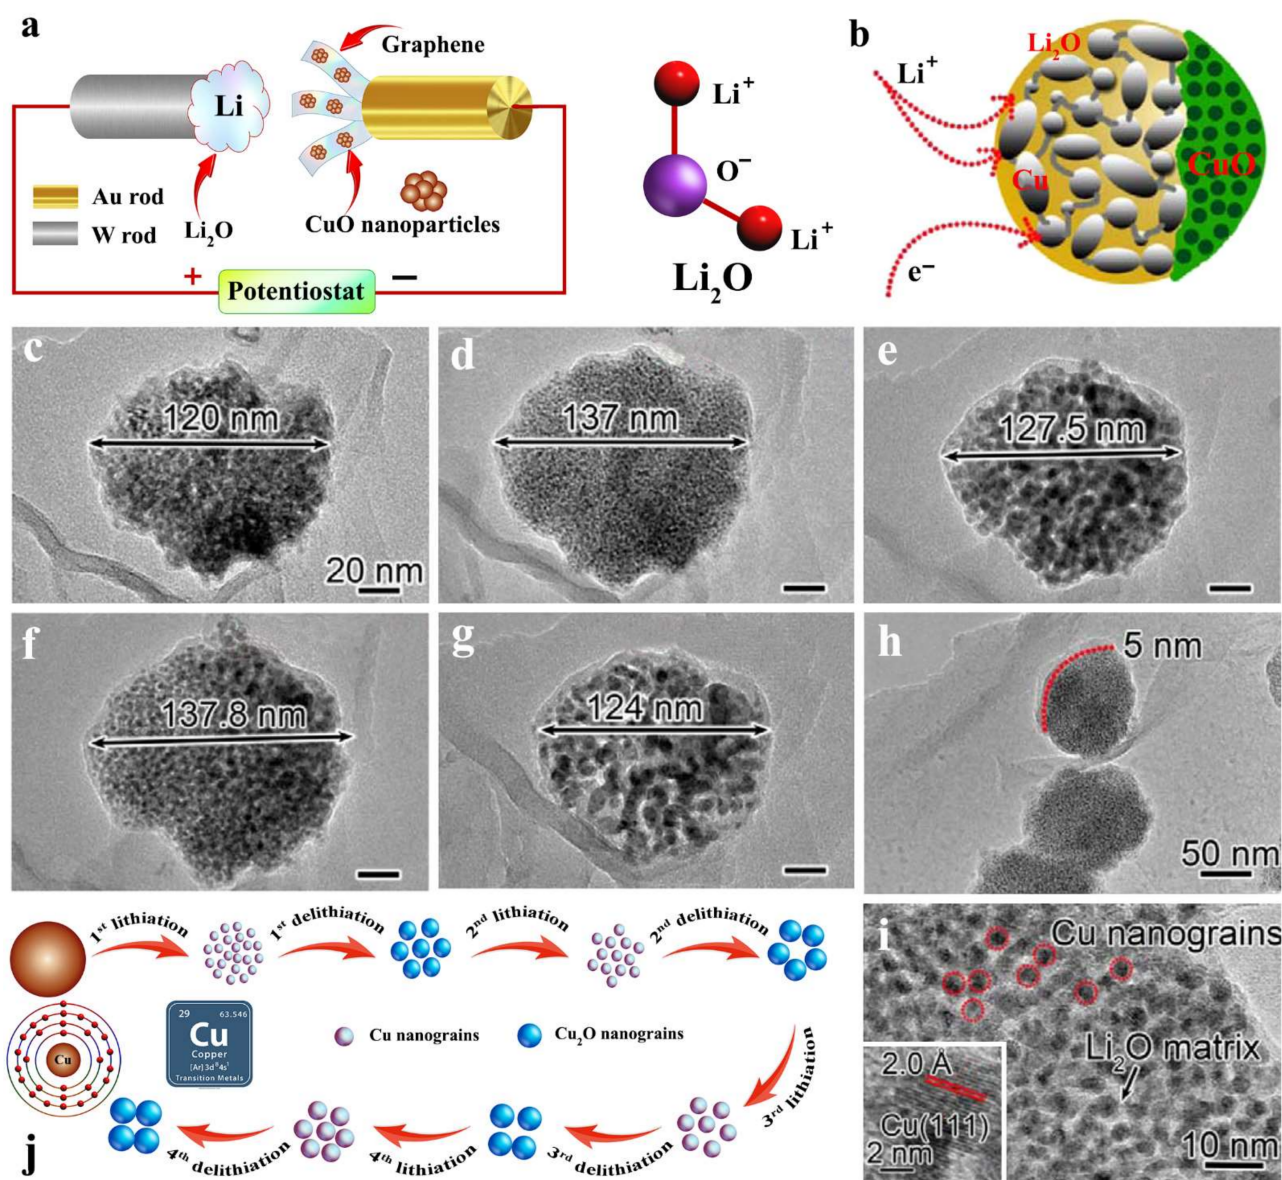 a
Graphene
Li
Au rod
W rod
Li₂O
CuO nanoparticles
+
−
Potentiostat
Li⁺
O⁻
Li⁺
Li₂O
b
Li₂O
Li⁺
Cu
CuO
e⁻
c
120 nm
20 nm
d
137 nm
e
127.5 nm
f
137.8 nm
g
124 nm
h
5 nm
50 nm
1ˢᵗ lithiation
1ˢᵗ delithiation
2ⁿᵈ lithiation
2ⁿᵈ delithiation
Cu
29 63.546
Cu
Copper
[Ar]3d¹⁰4s¹
Transition Metals
Cu nanograins
Cu₂O nanograins
3ʳᵈ lithiation
3ʳᵈ delithiation
4ᵗʰ lithiation
4ᵗʰ delithiation
j
i
Cu nanograins
Li₂O matrix
2.0 Å
Cu(111)
2 nm
10 nm